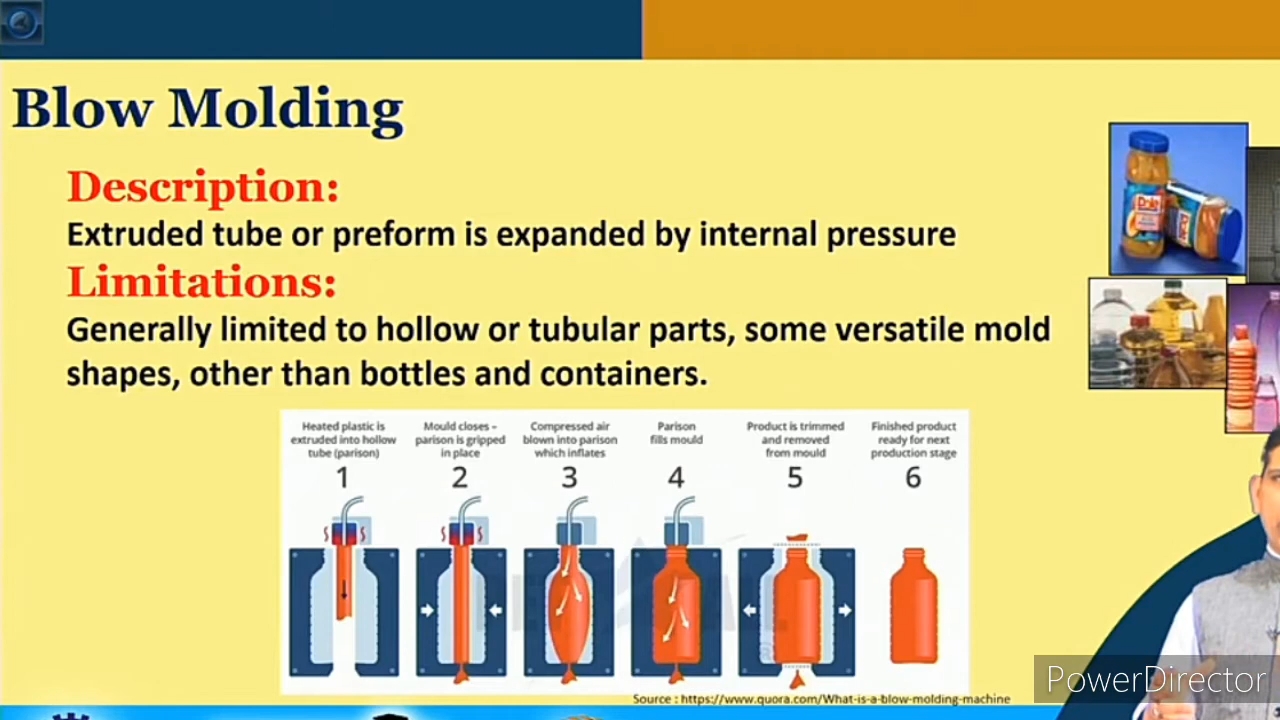 Blow Molding
Description:
Extruded tube or preform is expanded by internal pressure
Limitations:
Generally limited to hollow or tubular parts, some versatile mold
shapes, other than bottles and containers.
Heated plastic is
extruded into hollow
tube (parison)
1
Mould closes –
parison is gripped
in place
2
Compressed air
blown into parison
which inflates
3
Parison
fills mould
4
Product is trimmed
and removed
from mould
5
Finished product
ready for next
production stage
6
Dole
Source : https://www.quora.com/What-is-a-blow-molding-machine
PowerDirector